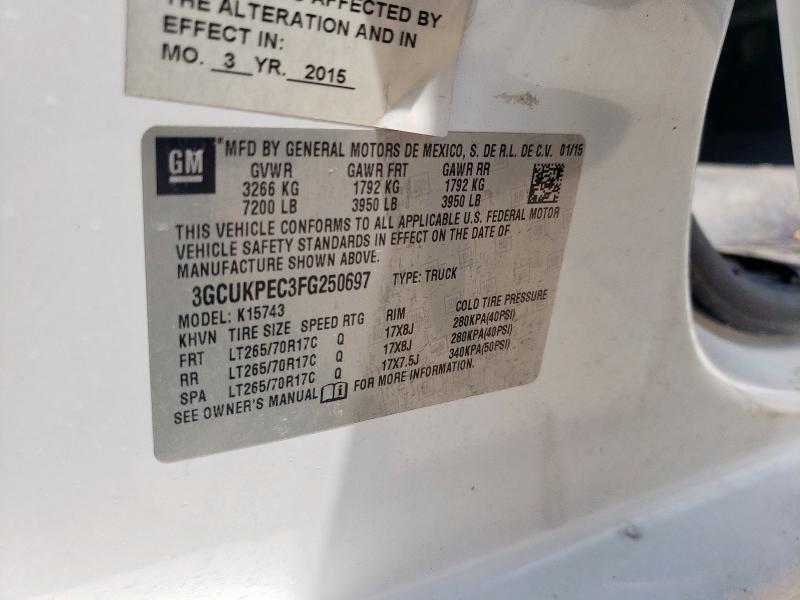 AFFECTED BY
THE ALTERATION AND IN
EFFECT IN:
MO. 3 YR. 2015
GM
*MFD BY GENERAL MOTORS DE MEXICO, S. DE R.L. DE C.V. 01/15
GVWR GAWR FRT GAWR RR
3266 KG 1792 KG 1792 KG
7200 LB 3950 LB 3950 LB
THIS VEHICLE CONFORMS TO ALL APPLICABLE U.S. FEDERAL MOTOR
VEHICLE SAFETY STANDARDS IN EFFECT ON THE DATE OF
MANUFACTURE SHOWN ABOVE.
3GCUKPEC3FG250697 TYPE: TRUCK
MODEL: K15743
KHVN TIRE SIZE SPEED RTG RIM COLD TIRE PRESSURE
FRT LT265/70R17C Q 17X8J 280KPA(40PSI)
RR LT265/70R17C Q 17X8J 280KPA(40PSI)
SPA LT265/70R17C Q 17X7.5J 340KPA(50PSI)
SEE OWNER'S MANUAL i FOR MORE INFORMATION.